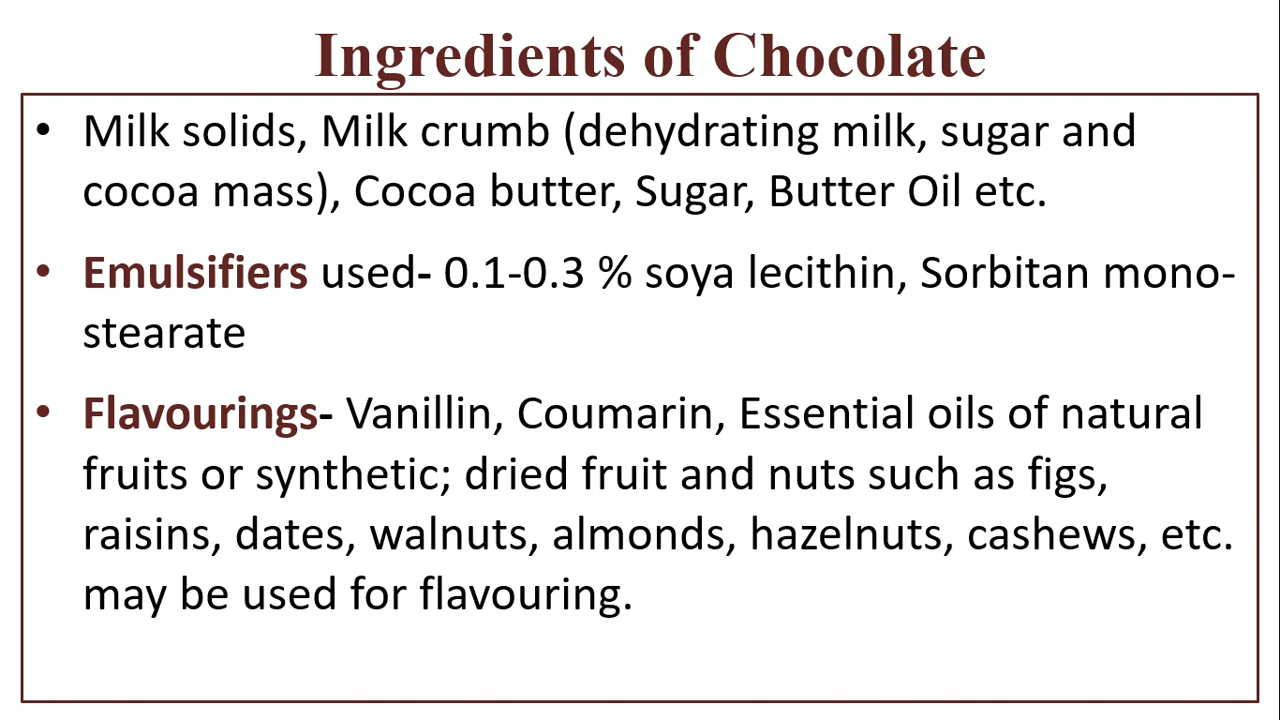 Ingredients of Chocolate
• Milk solids, Milk crumb (dehydrating milk, sugar and
cocoa mass), Cocoa butter, Sugar, Butter Oil etc.
• Emulsifiers used- 0.1-0.3 % soya lecithin, Sorbitan mono-
stearate
• Flavourings- Vanillin, Coumarin, Essential oils of natural
fruits or synthetic; dried fruit and nuts such as figs,
raisins, dates, walnuts, almonds, hazelnuts, cashews, etc.
may be used for flavouring.